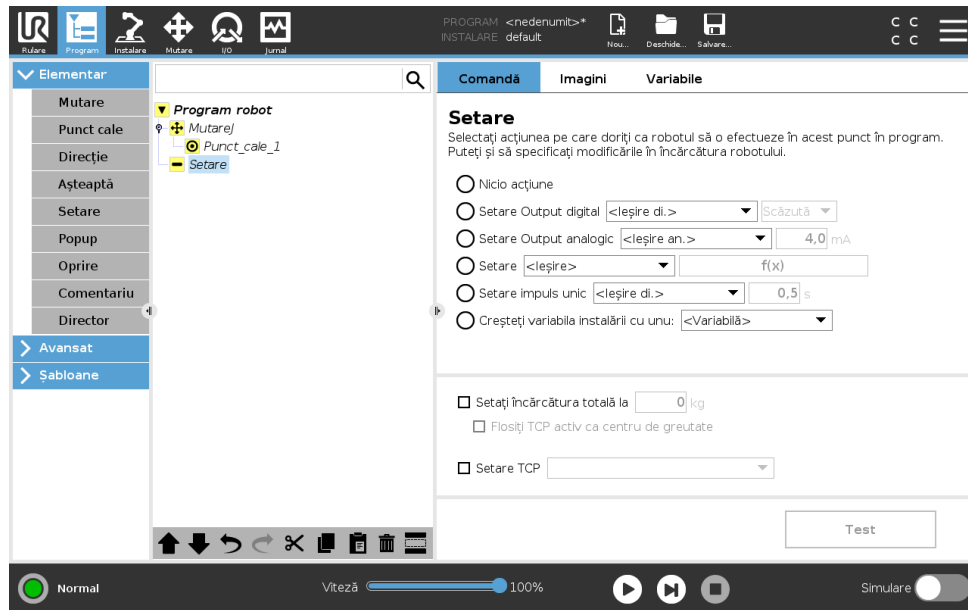 PROGRAM <nedenumit>*
INSTALARE default
Rulare
Program
Instalare
Mutare
I/O
Jurnal
Nou...
Deschide...
Salvare...
C C
C C
Elementar
Mutare
Punct cale
Direcție
Așteaptă
Setare
Popup
Oprire
Comentariu
Director
Avansat
Șabloane
Program robot
MutareJ
Punct_cale_1
Setare
Comandă Imagini Variabile
Setare
Selectați acțiunea pe care doriți ca robotul să o efectueze în acest punct în program.
Puteți și să specificați modificările în încărcătura robotului.
Nicio acțiune
Setare Output digital <Ieșire di.> Scăzută
Setare Output analogic <Ieșire an.> 4,0 mA
Setare <Ieșire> f(x)
Setare impuls unic <Ieșire di.> 0,5 s
Creșteți variabila instalării cu unu: <Variabilă>
Setați încărcătura totală la 0 kg
Flosiți TCP activ ca centru de greutate
Setare TCP
Test
Normal
Viteză 100%
Simulare